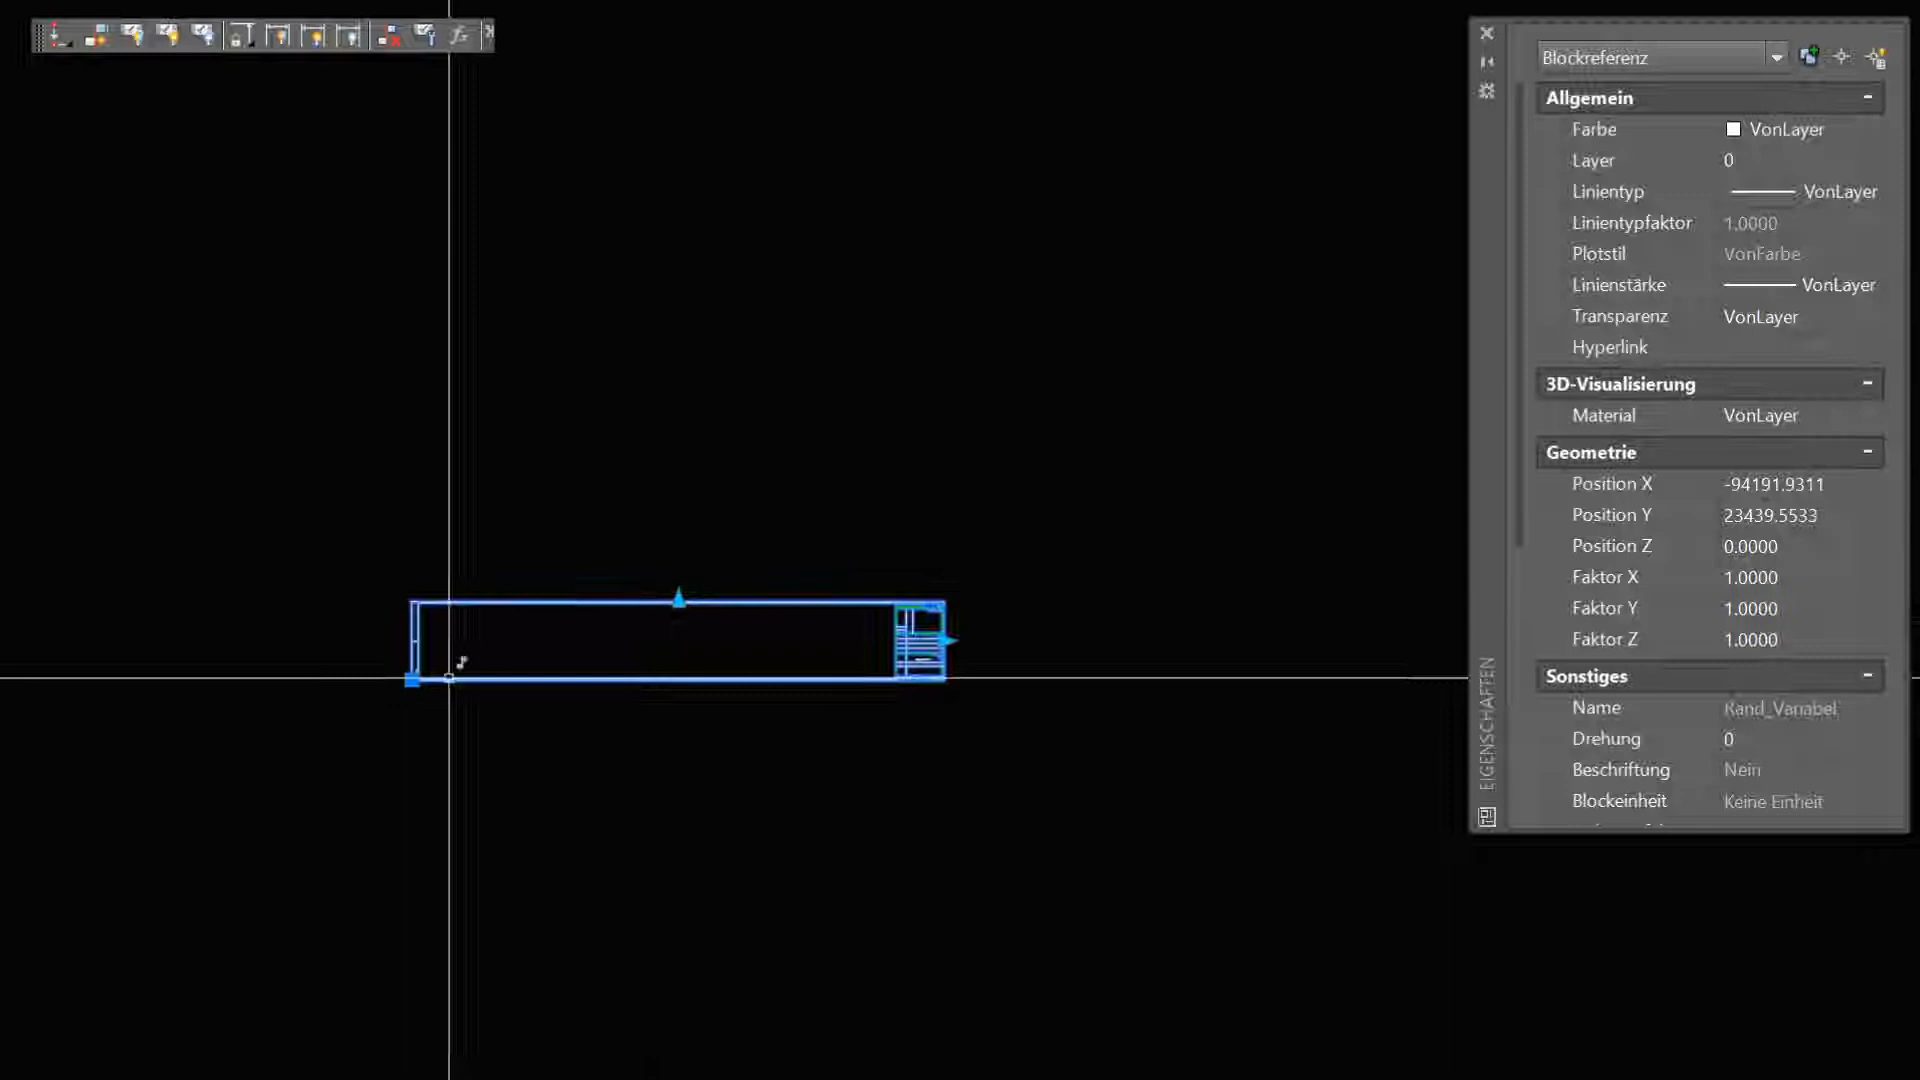 Blockreferenz
Allgemein
Farbe VonLayer
Layer 0
Linientyp VonLayer
Linientypfaktor 1.0000
Plotstil VonFarbe
Linienstärke VonLayer
Transparenz VonLayer
Hyperlink
3D-Visualisierung
Material VonLayer
Geometrie
Position X -94191.9311
Position Y 23439.5533
Position Z 0.0000
Faktor X 1.0000
Faktor Y 1.0000
Faktor Z 1.0000
Sonstiges
Name Rand_Variabel
Drehung 0
Beschriftung Nein
Blockeinheit Keine Einheit
EIGENSCHAFTEN